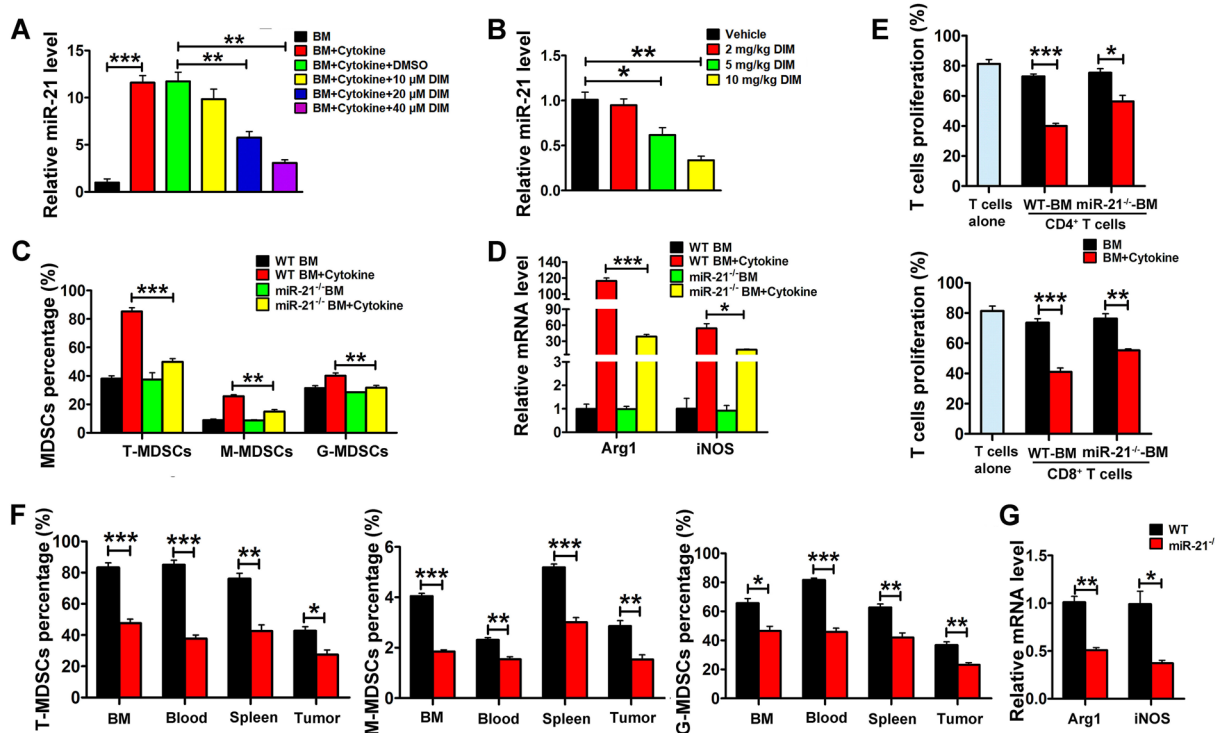 A
Relative miR-21 level
15
10
5
0
***
**
**
BM
BM+Cytokine
BM+Cytokine+DMSO
BM+Cytokine+10 μM DIM
BM+Cytokine+20 μM DIM
BM+Cytokine+40 μM DIM
B
Relative miR-21 level
1.5
1.0
0.5
0.0
**
*
Vehicle
2 mg/kg DIM
5 mg/kg DIM
10 mg/kg DIM
E
T cells proliferation (%)
100
80
60
40
20
0
***
*
T cells
alone
WT-BM miR-21⁻/⁻-BM
CD4⁺ T cells
C
MDSCs percentage (%)
100
80
60
40
20
0
***
**
**
WT BM
WT BM+Cytokine
miR-21⁻/⁻BM
miR-21⁻/⁻ BM+Cytokine
T-MDSCs M-MDSCs G-MDSCs
D
Relative mRNA level
140
120
100
90
60
30
3
2
1
0
***
*
WT BM
WT BM+Cytokine
miR-21⁻/⁻BM
miR-21⁻/⁻ BM+Cytokine
Arg1 iNOS
BM
BM+Cytokine
T cells proliferation (%)
100
80
60
40
20
0
***
**
T cells
alone
WT-BM miR-21⁻/⁻-BM
CD8⁺ T cells
F
T-MDSCs percentage (%)
100
80
60
40
20
0
***
***
**
*
BM Blood Spleen Tumor
M-MDSCs percentage (%)
6
4
2
0
***
**
***
**
BM Blood Spleen Tumor
G-MDSCs percentage (%)
100
80
60
40
20
0
*
***
**
**
BM Blood Spleen Tumor
G
Relative mRNA level
1.5
1.0
0.5
0.0
**
*
WT
miR-21⁻/
Arg1 iNOS